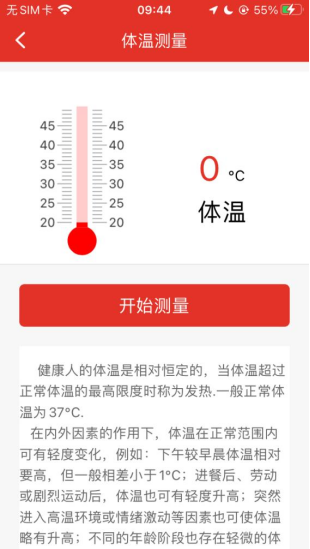 无SIM卡 09:44 55%
体温测量
45 45
40 40
35 35
30 30
25 25
20 20
0 °C
体温
开始测量
健康人的体温是相对恒定的，当体温超过
正常体温的最高限度时称为发热.一般正常体
温为37°C.
在内外因素的作用下，体温在正常范围内
可有轻度变化，例如：下午较早晨体温相对
要高，但一般相差小于1°C；进餐后、劳动
或剧烈运动后，体温也可有轻度升高；突然
进入高温环境或情绪激动等因素也可使体温
略有升高；不同的年龄阶段也存在轻微的体